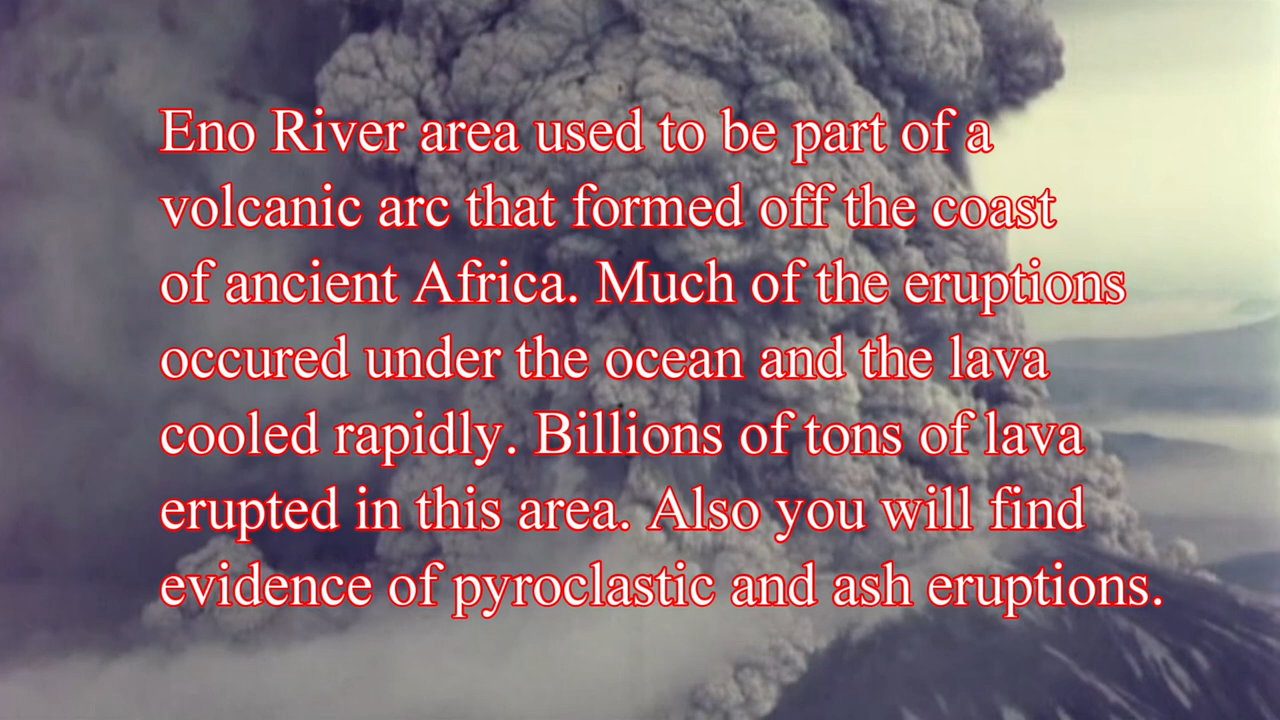 Eno River area used to be part of a
volcanic arc that formed off the coast
of ancient Africa. Much of the eruptions
occured under the ocean and the lava
cooled rapidly. Billions of tons of lava
erupted in this area. Also you will find
evidence of pyroclastic and ash eruptions.